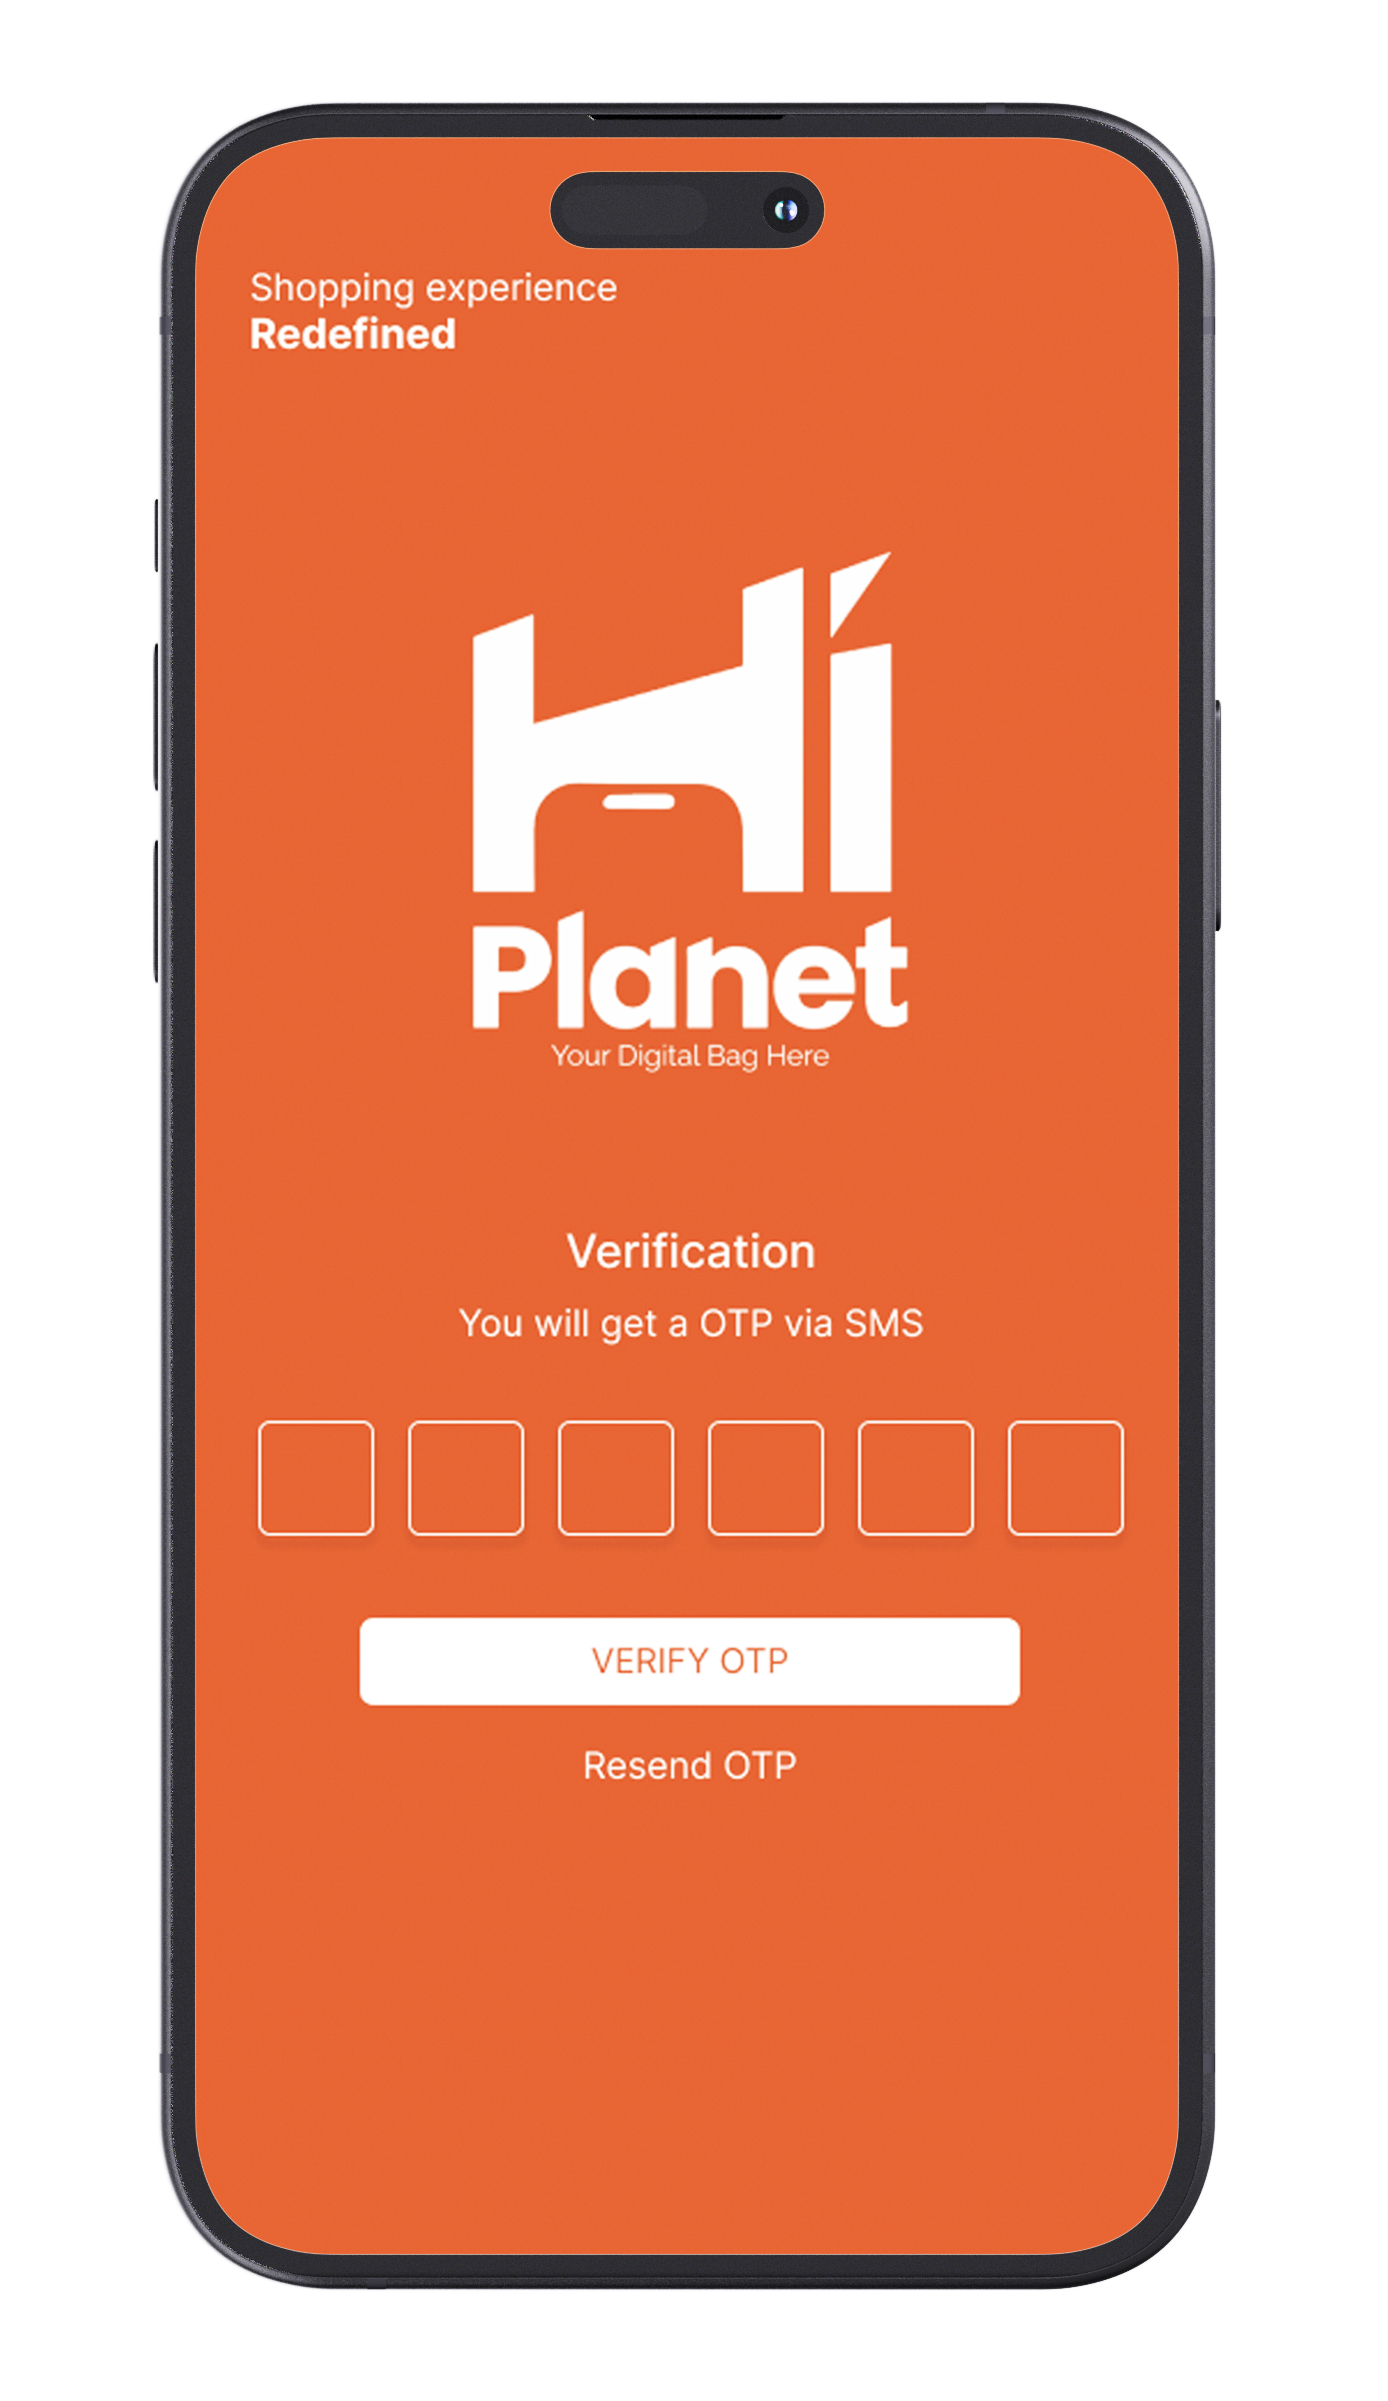 Shopping experience
Redefined
Hi
Planet
Your Digital Bag Here
Verification
You will get a OTP via SMS
VERIFY OTP
Resend OTP